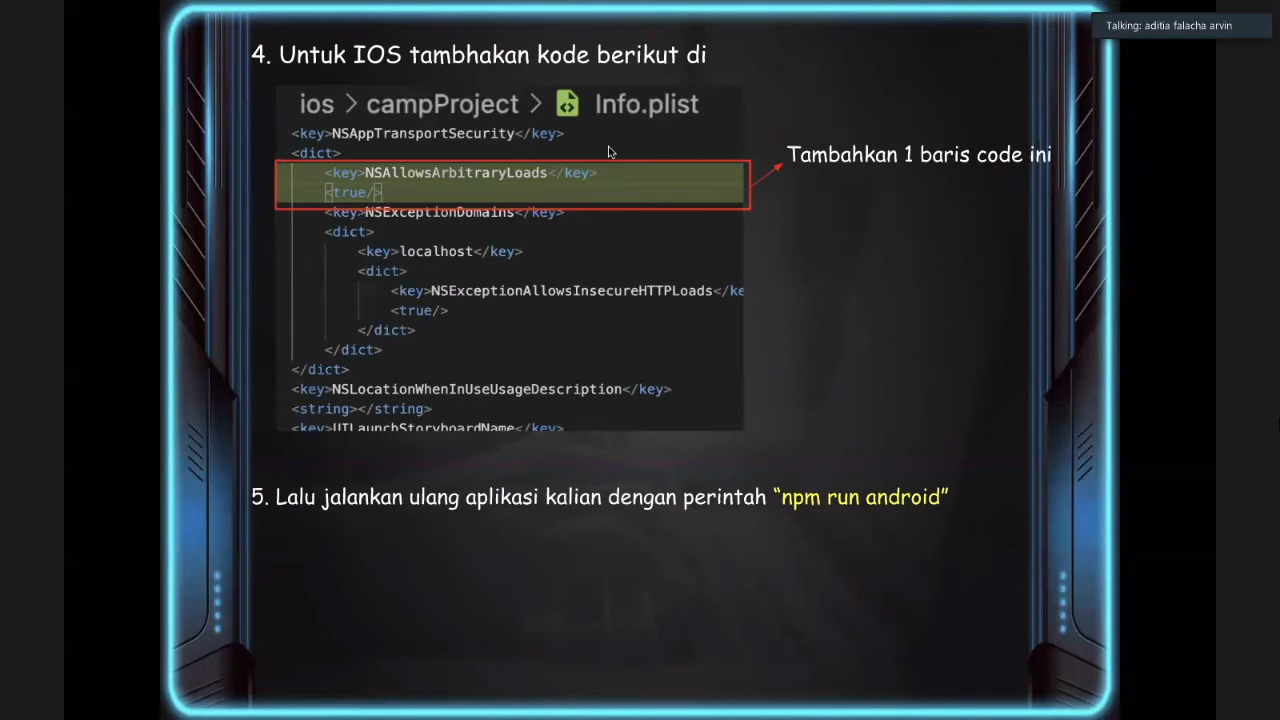 Talking: aditia falacha arvin
4. Untuk IOS tambhakan kode berikut di
ios > campProject > Info.plist
<key>NSAppTransportSecurity</key>
<dict>
<key>NSAllowsArbitraryLoads</key>
<true/>
Tambahkan 1 baris code ini
<key>NSExceptionDomains</key>
<dict>
<key>localhost</key>
<dict>
<key>NSExceptionAllowsInsecureHTTPLoads</ke
<true/>
</dict>
</dict>
</dict>
<key>NSLocationWhenInUseUsageDescription</key>
<string></string>
<key>UILaunchStoryboardName</key>
5. Lalu jalankan ulang aplikasi kalian dengan perintah “npm run android”